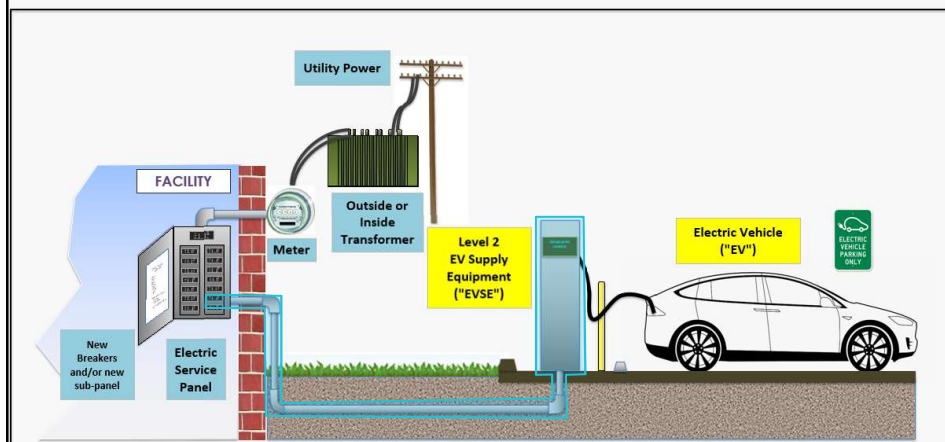 Utility Power
FACILITY
Meter
Outside or
Inside
Transformer
Level 2
EV Supply
Equipment
("EVSE")
Electric Vehicle
("EV")
ELECTRIC
VEHICLE
PARKING
ONLY
New
Breakers
and/or new
sub-panel
Electric
Service
Panel